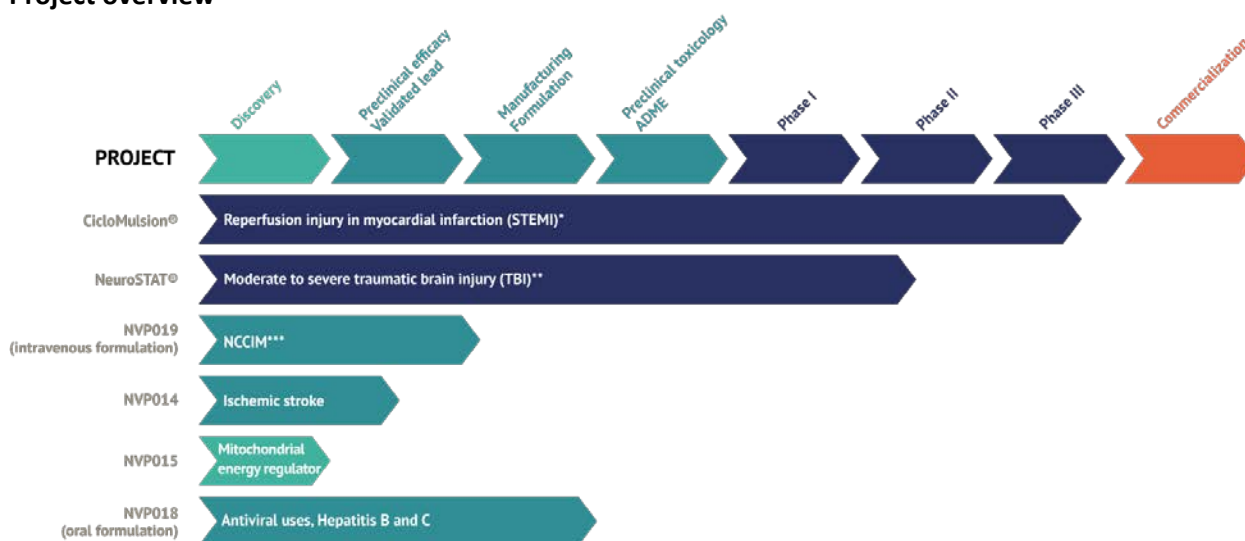 Project overview
Discovery
Preclinical efficacy
Validated lead
Manufacturing
Formulation
Preclinical toxicology
ADME
Phase I
Phase II
Phase III
Commercialization
PROJECT
CicloMulsion®
Reperfusion injury in myocardial infarction (STEMI)*
NeuroSTAT®
Moderate to severe traumatic brain injury (TBI)**
NVP019
(intravenous formulation)
NCCIM***
NVP014
Ischemic stroke
NVP015
Mitochondrial
energy regulator
NVP018
(oral formulation)
Antiviral uses, Hepatitis B and C